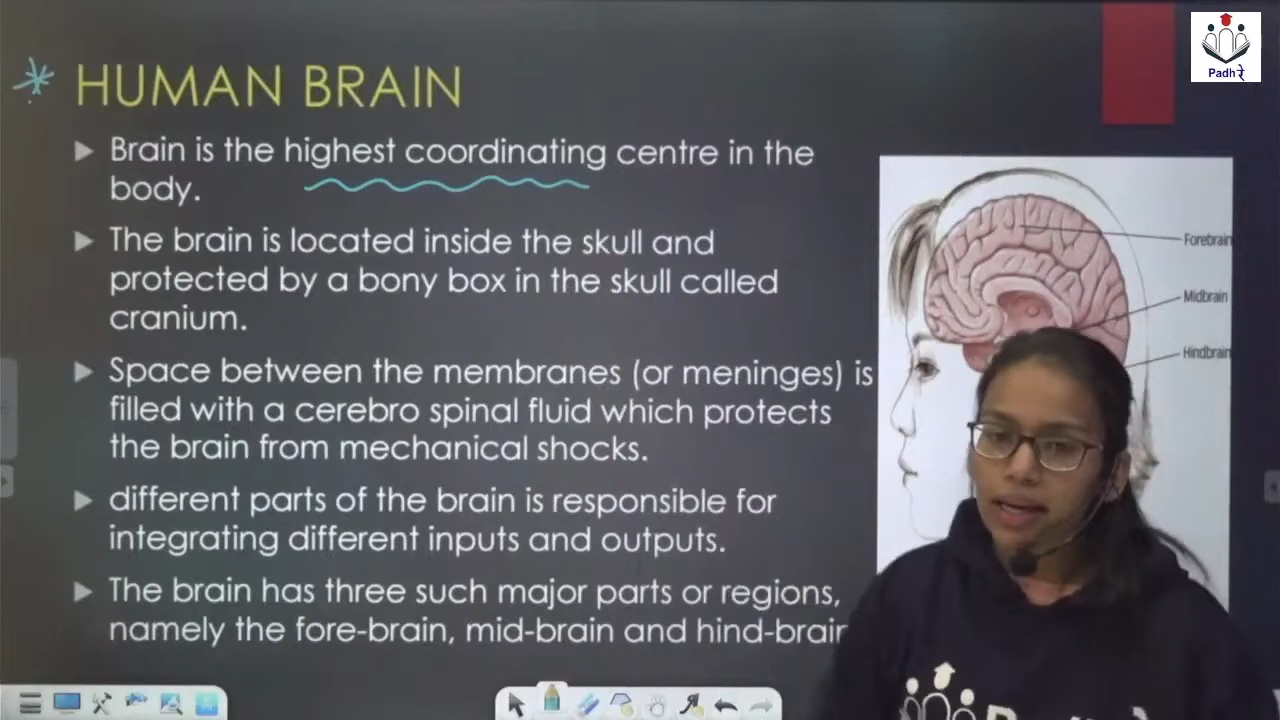 HUMAN BRAIN
Brain is the highest coordinating centre in the
body.
The brain is located inside the skull and
protected by a bony box in the skull called
cranium.
Space between the membranes (or meninges) is
filled with a cerebro spinal fluid which protects
the brain from mechanical shocks.
different parts of the brain is responsible for
integrating different inputs and outputs.
The brain has three such major parts or regions,
namely the fore-brain, mid-brain and hind-brain
Forebrain
Midbrain
Hindbrain
Padhरे